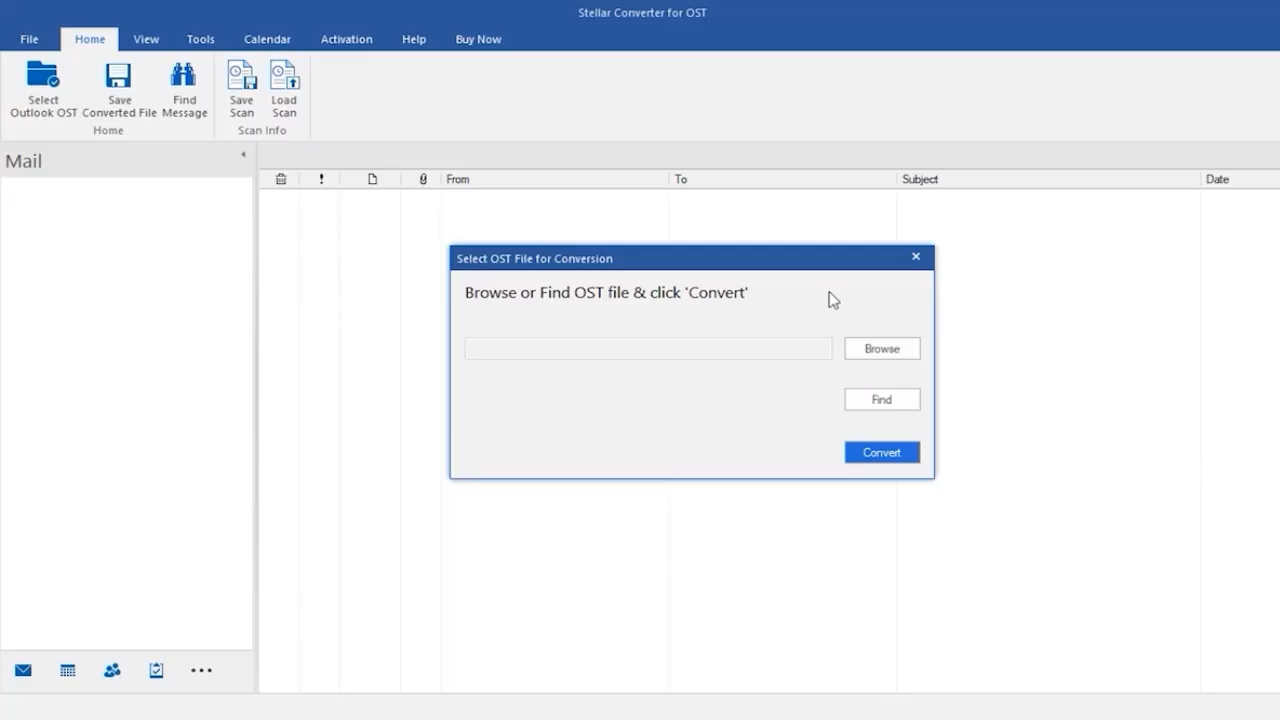 Stellar Converter for OST
File Home View Tools Calendar Activation Help Buy Now
Select Outlook OST
Save Converted File
Find Message
Save Scan
Load Scan
Home
Scan Info
Mail
! From To Subject Date
Select OST File for Conversion
Browse or Find OST file & click 'Convert'
Browse
Find
Convert